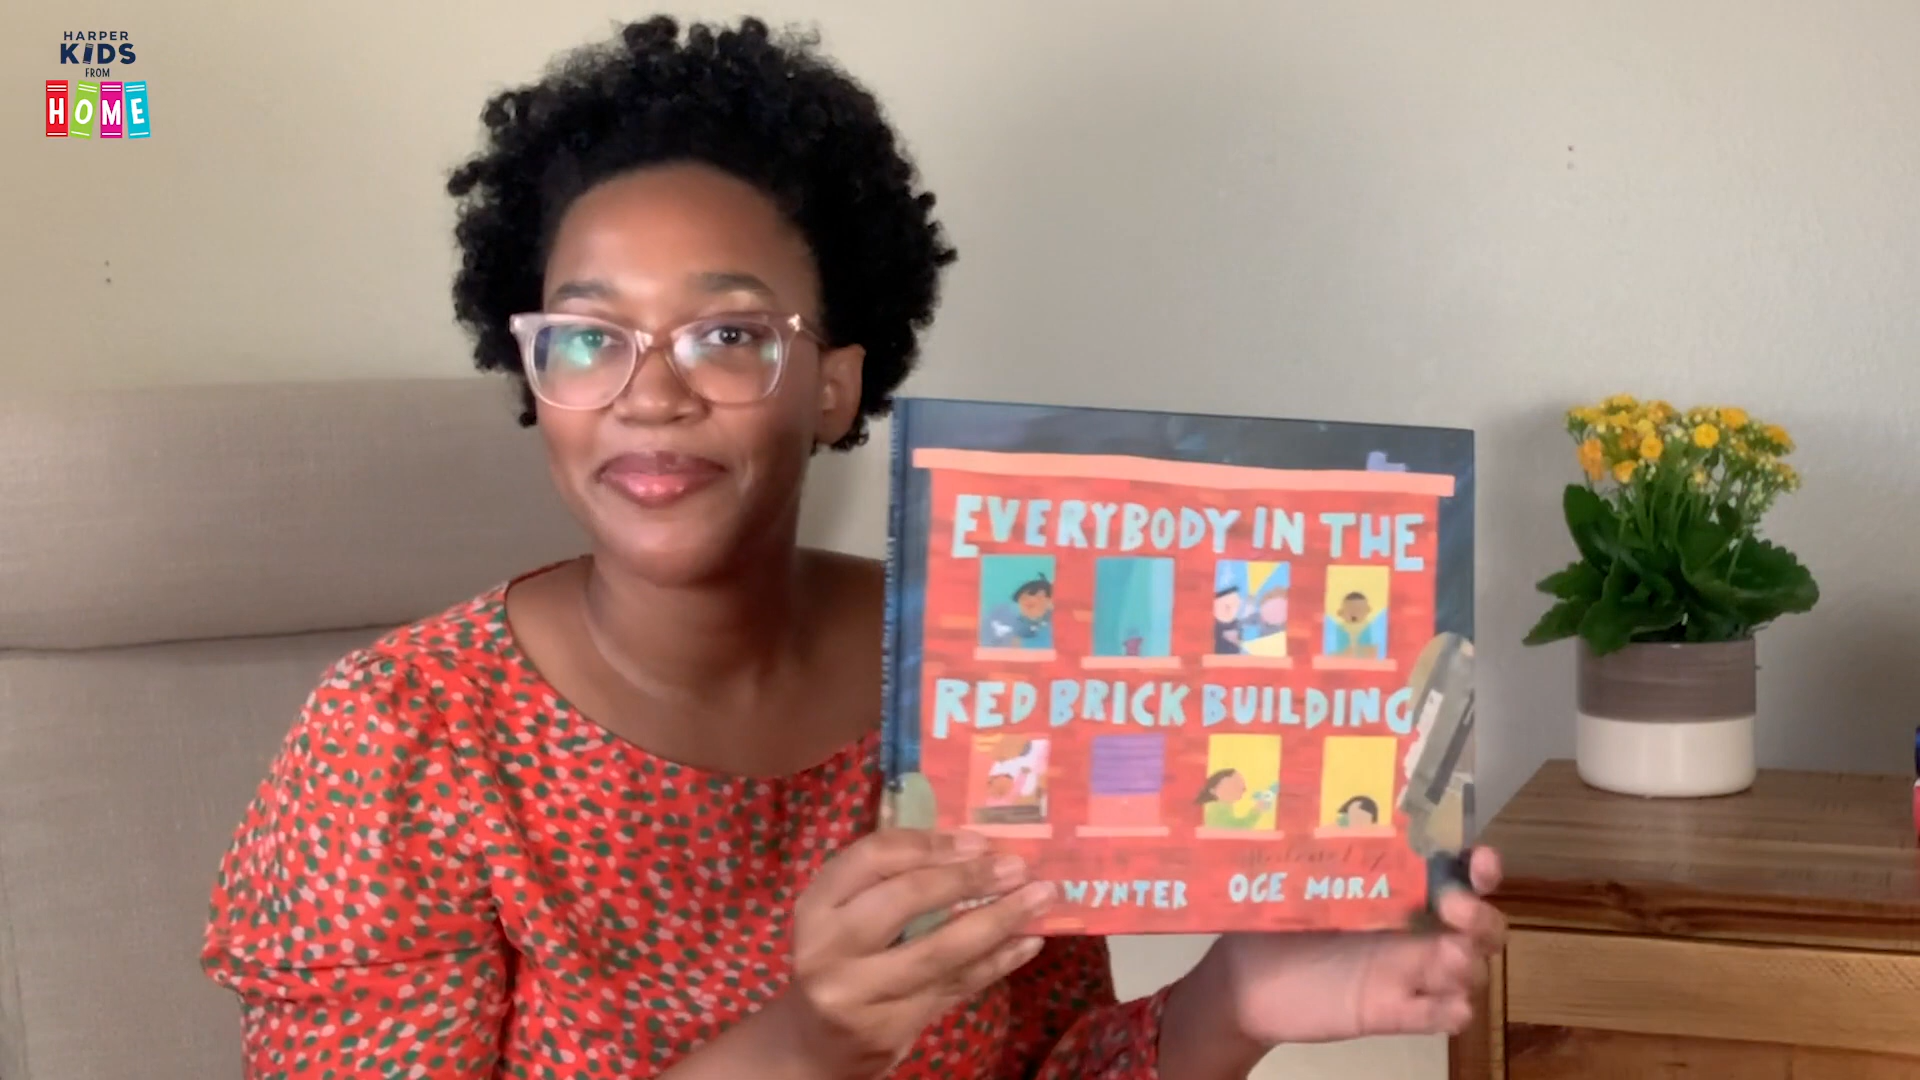 HARPER
KIDS
FROM
HOME
EVERYBODY IN THE
RED BRICK BUILDING
WYNTER OGE MORA